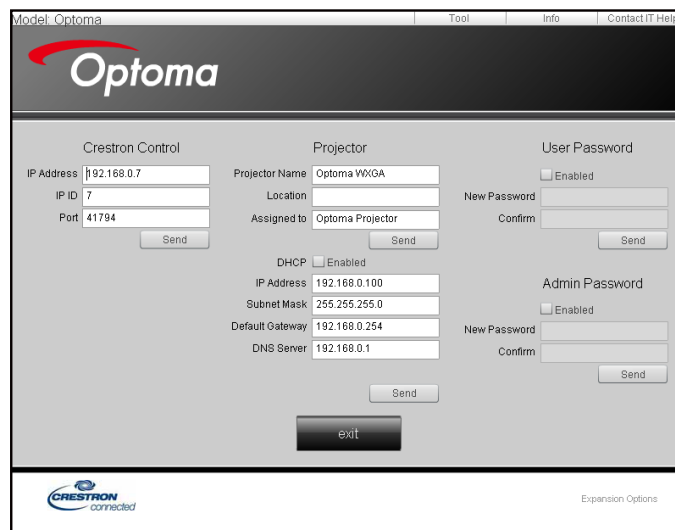 Model: Optoma Tool Info Contact IT Help
Optoma
Crestron Control Projector User Password
IP Address 192.168.0.7 Projector Name Optoma WXGA Enabled
IP ID 7 Location New Password
Port 41794 Assigned to Optoma Projector Confirm
Send Send Send
DHCP Enabled
IP Address 192.168.0.100 Admin Password
Subnet Mask 255.255.255.0 Enabled
Default Gateway 192.168.0.254 New Password
DNS Server 192.168.0.1 Confirm
Send
Send
exit
CRESTRON
connected
Expansion Options